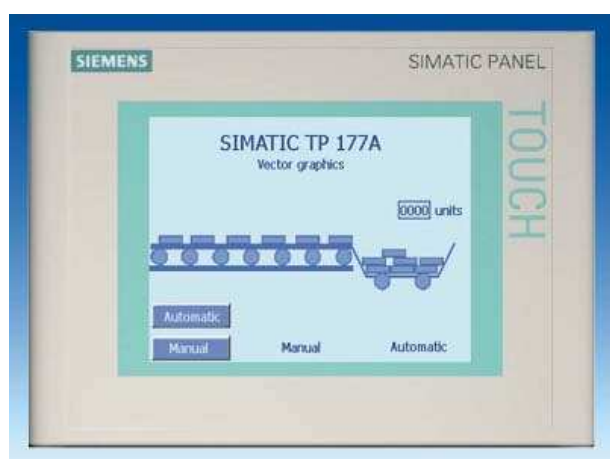 SIEMENS
SIMATIC PANEL
TOUCH
SIMATIC TP 177A
Vector graphics
0000 units
Automatic
Manual Manual Automatic